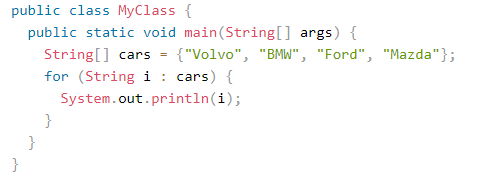 public class MyClass {
  public static void main(String[] args) {
    String[] cars = {"Volvo", "BMW", "Ford", "Mazda"};
    for (String i : cars) {
      System.out.println(i);
    }
  }
}